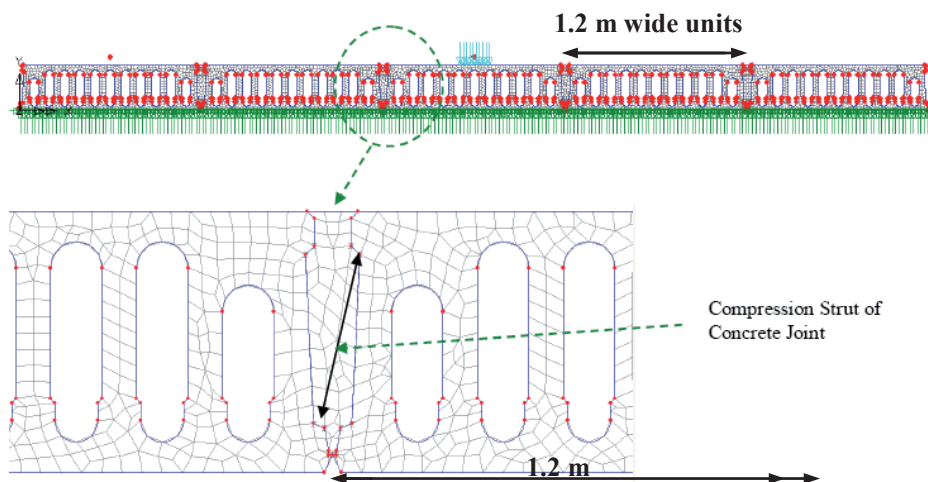 1.2 m wide units
Y
X
Compression Strut of
Concrete Joint
1.2 m